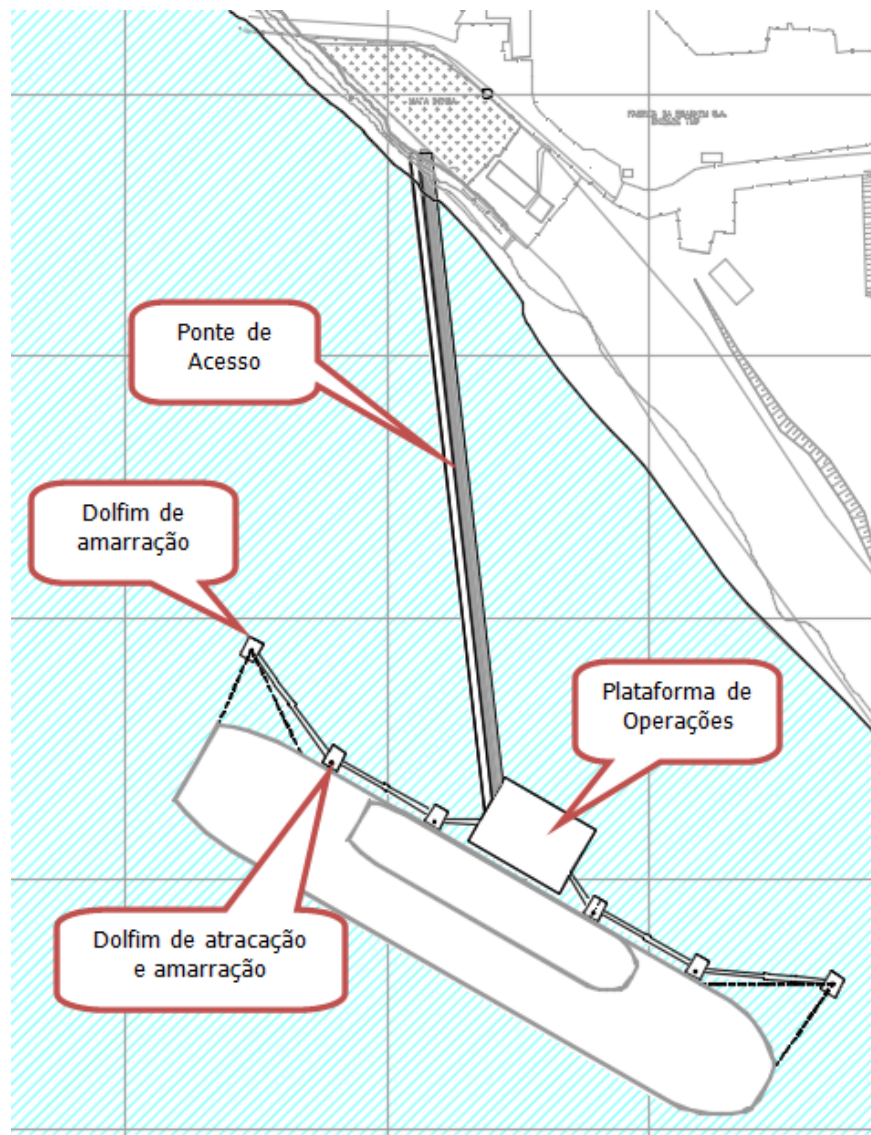 Ponte de
Acesso
Dolfim de
amarração
Plataforma de
Operações
Dolfim de atracação
e amarração